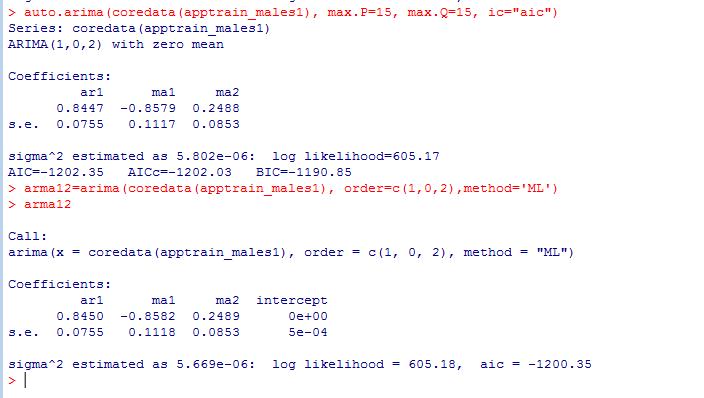 > auto.arima(coredata(apptrain_males1), max.P=15, max.Q=15, ic="aic")
Series: coredata(apptrain_males1)
ARIMA(1,0,2) with zero mean
Coefficients:
ar1 ma1 ma2
0.8447 -0.8579 0.2488
s.e. 0.0755 0.1117 0.0853
sigma^2 estimated as 5.802e-06: log likelihood=605.17
AIC=-1202.35 AICc=-1202.03 BIC=-1190.85
> arma12=arima(coredata(apptrain_males1), order=c(1,0,2),method='ML')
> arma12
Call:
arima(x = coredata(apptrain_males1), order = c(1, 0, 2), method = "ML")
Coefficients:
ar1 ma1 ma2 intercept
0.8450 -0.8582 0.2489 0e+00
s.e. 0.0755 0.1118 0.0853 5e-04
sigma^2 estimated as 5.669e-06: log likelihood = 605.18, aic = -1200.35
>